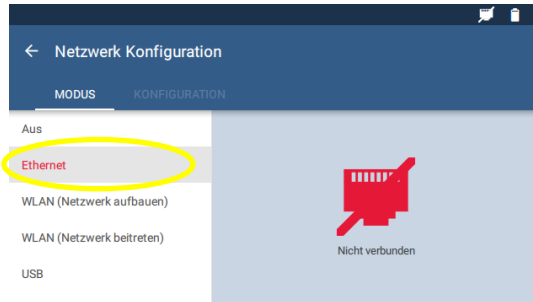 Netzwerk Konfiguration
MODUS KONFIGURATION
Aus
Ethernet
WLAN (Netzwerk aufbauen)
WLAN (Netzwerk beitreten)
USB
Nicht verbunden